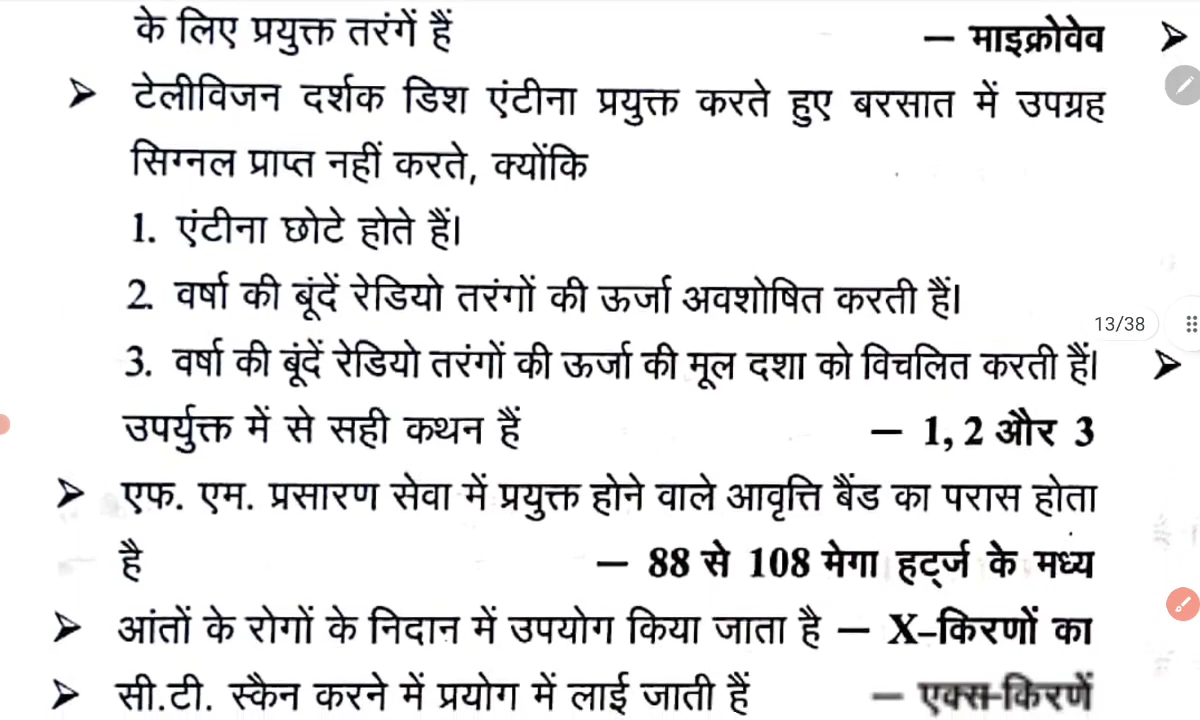 के लिए प्रयुक्त तरंगें हैं — माइक्रोवेव
टेलीविजन दर्शक डिश एंटीना प्रयुक्त करते हुए बरसात में उपग्रह
सिग्नल प्राप्त नहीं करते, क्योंकि
1. एंटीना छोटे होते हैं।
2. वर्षा की बूंदें रेडियो तरंगों की ऊर्जा अवशोषित करती हैं।
13/38
3. वर्षा की बूंदें रेडियो तरंगों की ऊर्जा की मूल दशा को विचलित करती हैं।
उपर्युक्त में से सही कथन हैं — 1, 2 और 3
एफ. एम. प्रसारण सेवा में प्रयुक्त होने वाले आवृत्ति बैंड का परास होता
है — 88 से 108 मेगा हर्ट्ज के मध्य
आंतों के रोगों के निदान में उपयोग किया जाता है — X-किरणों का
सी.टी. स्कैन करने में प्रयोग में लाई जाती हैं — एक्स-किरणें